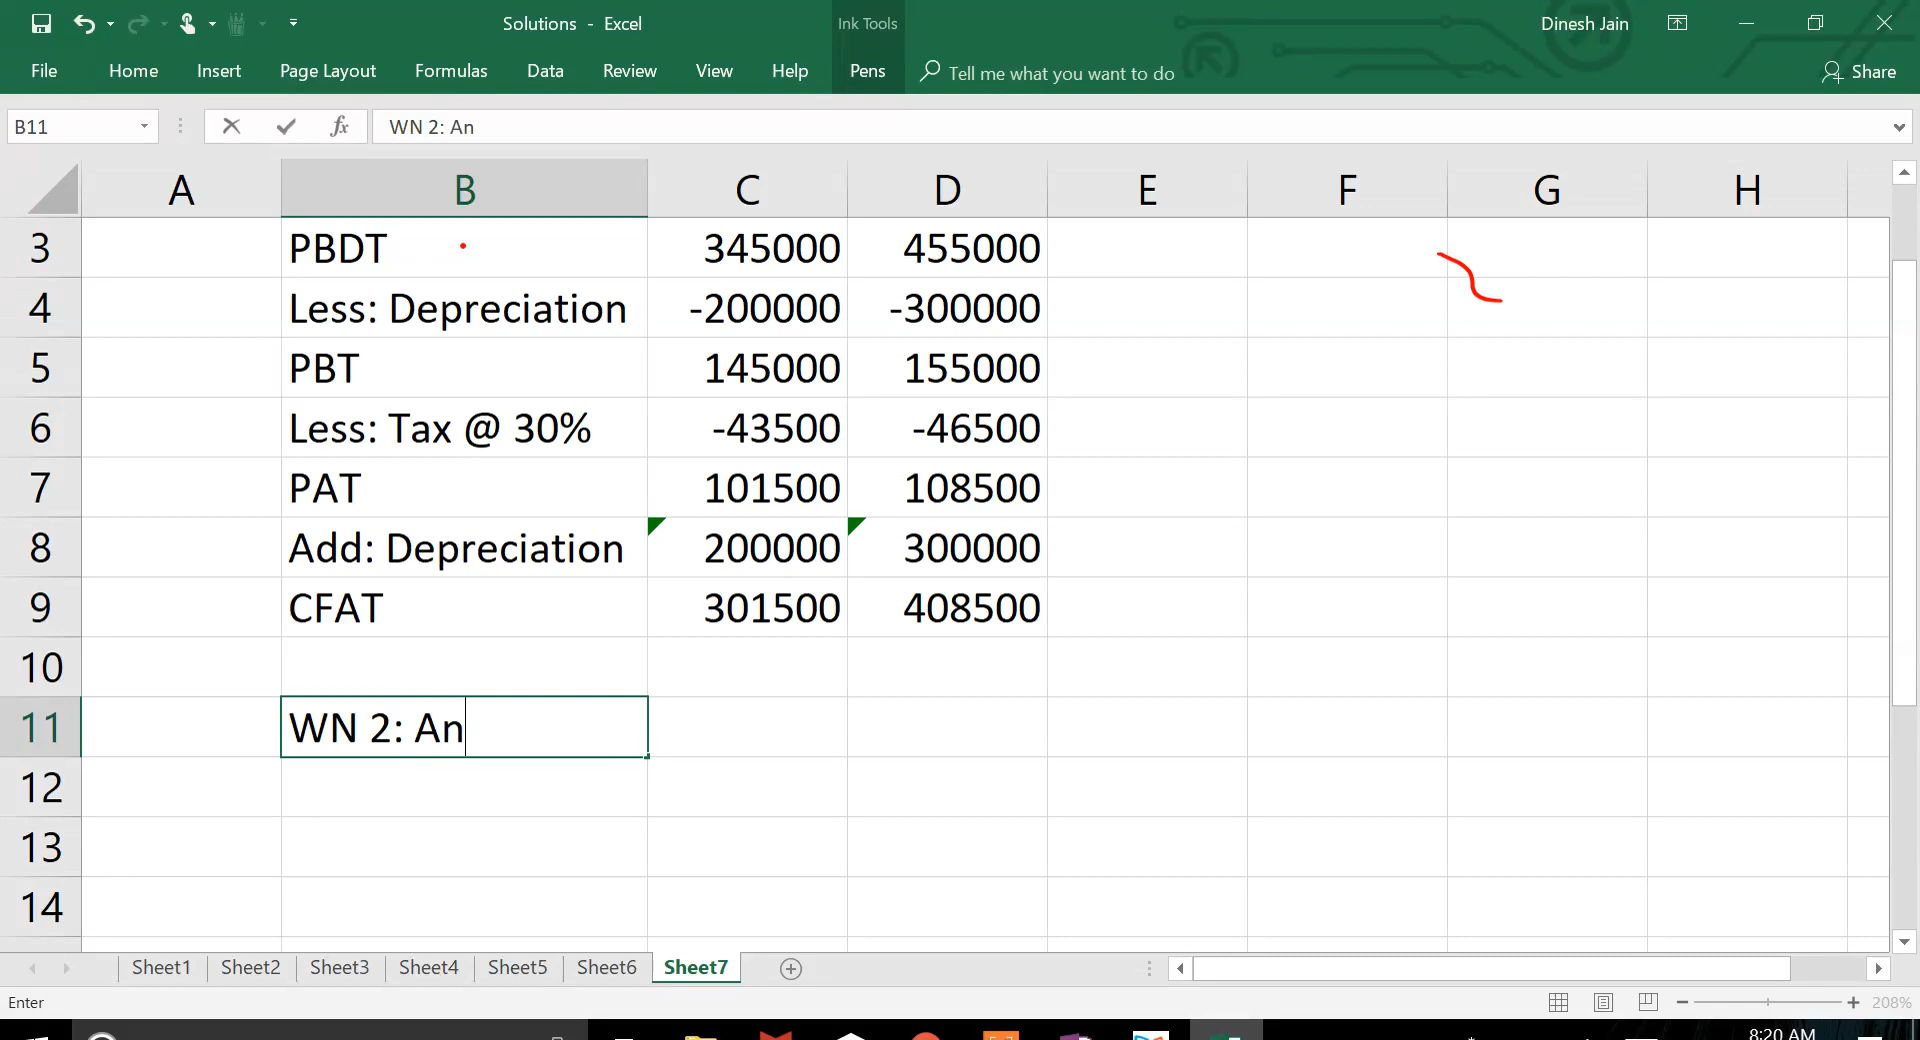 Solutions - Excel
Ink Tools
Dinesh Jain
File Home Insert Page Layout Formulas Data Review View Help Pens Tell me what you want to do Share
B11 fx WN 2: An
A B C D E F G H
3 PBDT 345000 455000
4 Less: Depreciation -200000 -300000
5 PBT 145000 155000
6 Less: Tax @ 30% -43500 -46500
7 PAT 101500 108500
8 Add: Depreciation 200000 300000
9 CFAT 301500 408500
10
11 WN 2: An
12
13
14
Sheet1 Sheet2 Sheet3 Sheet4 Sheet5 Sheet6 Sheet7
Enter 208%
8:20 AM